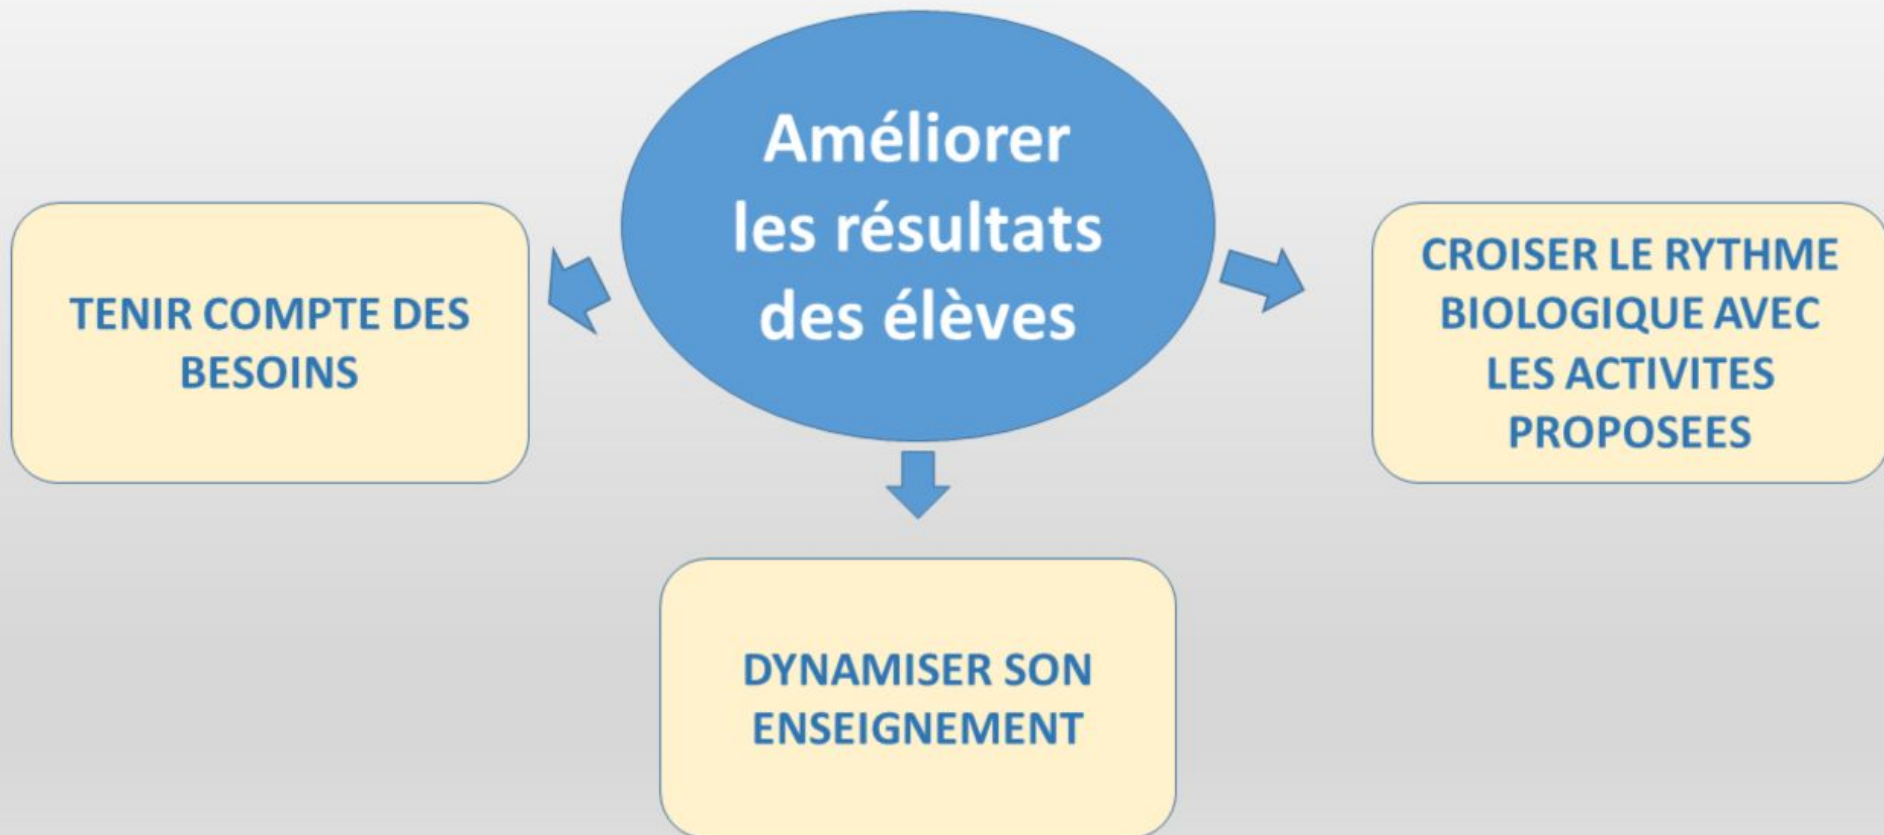 Améliorer
les résultats
des élèves
TENIR COMPTE DES
BESOINS
CROISER LE RYTHME
BIOLOGIQUE AVEC
LES ACTIVITES
PROPOSEES
DYNAMISER SON
ENSEIGNEMENT